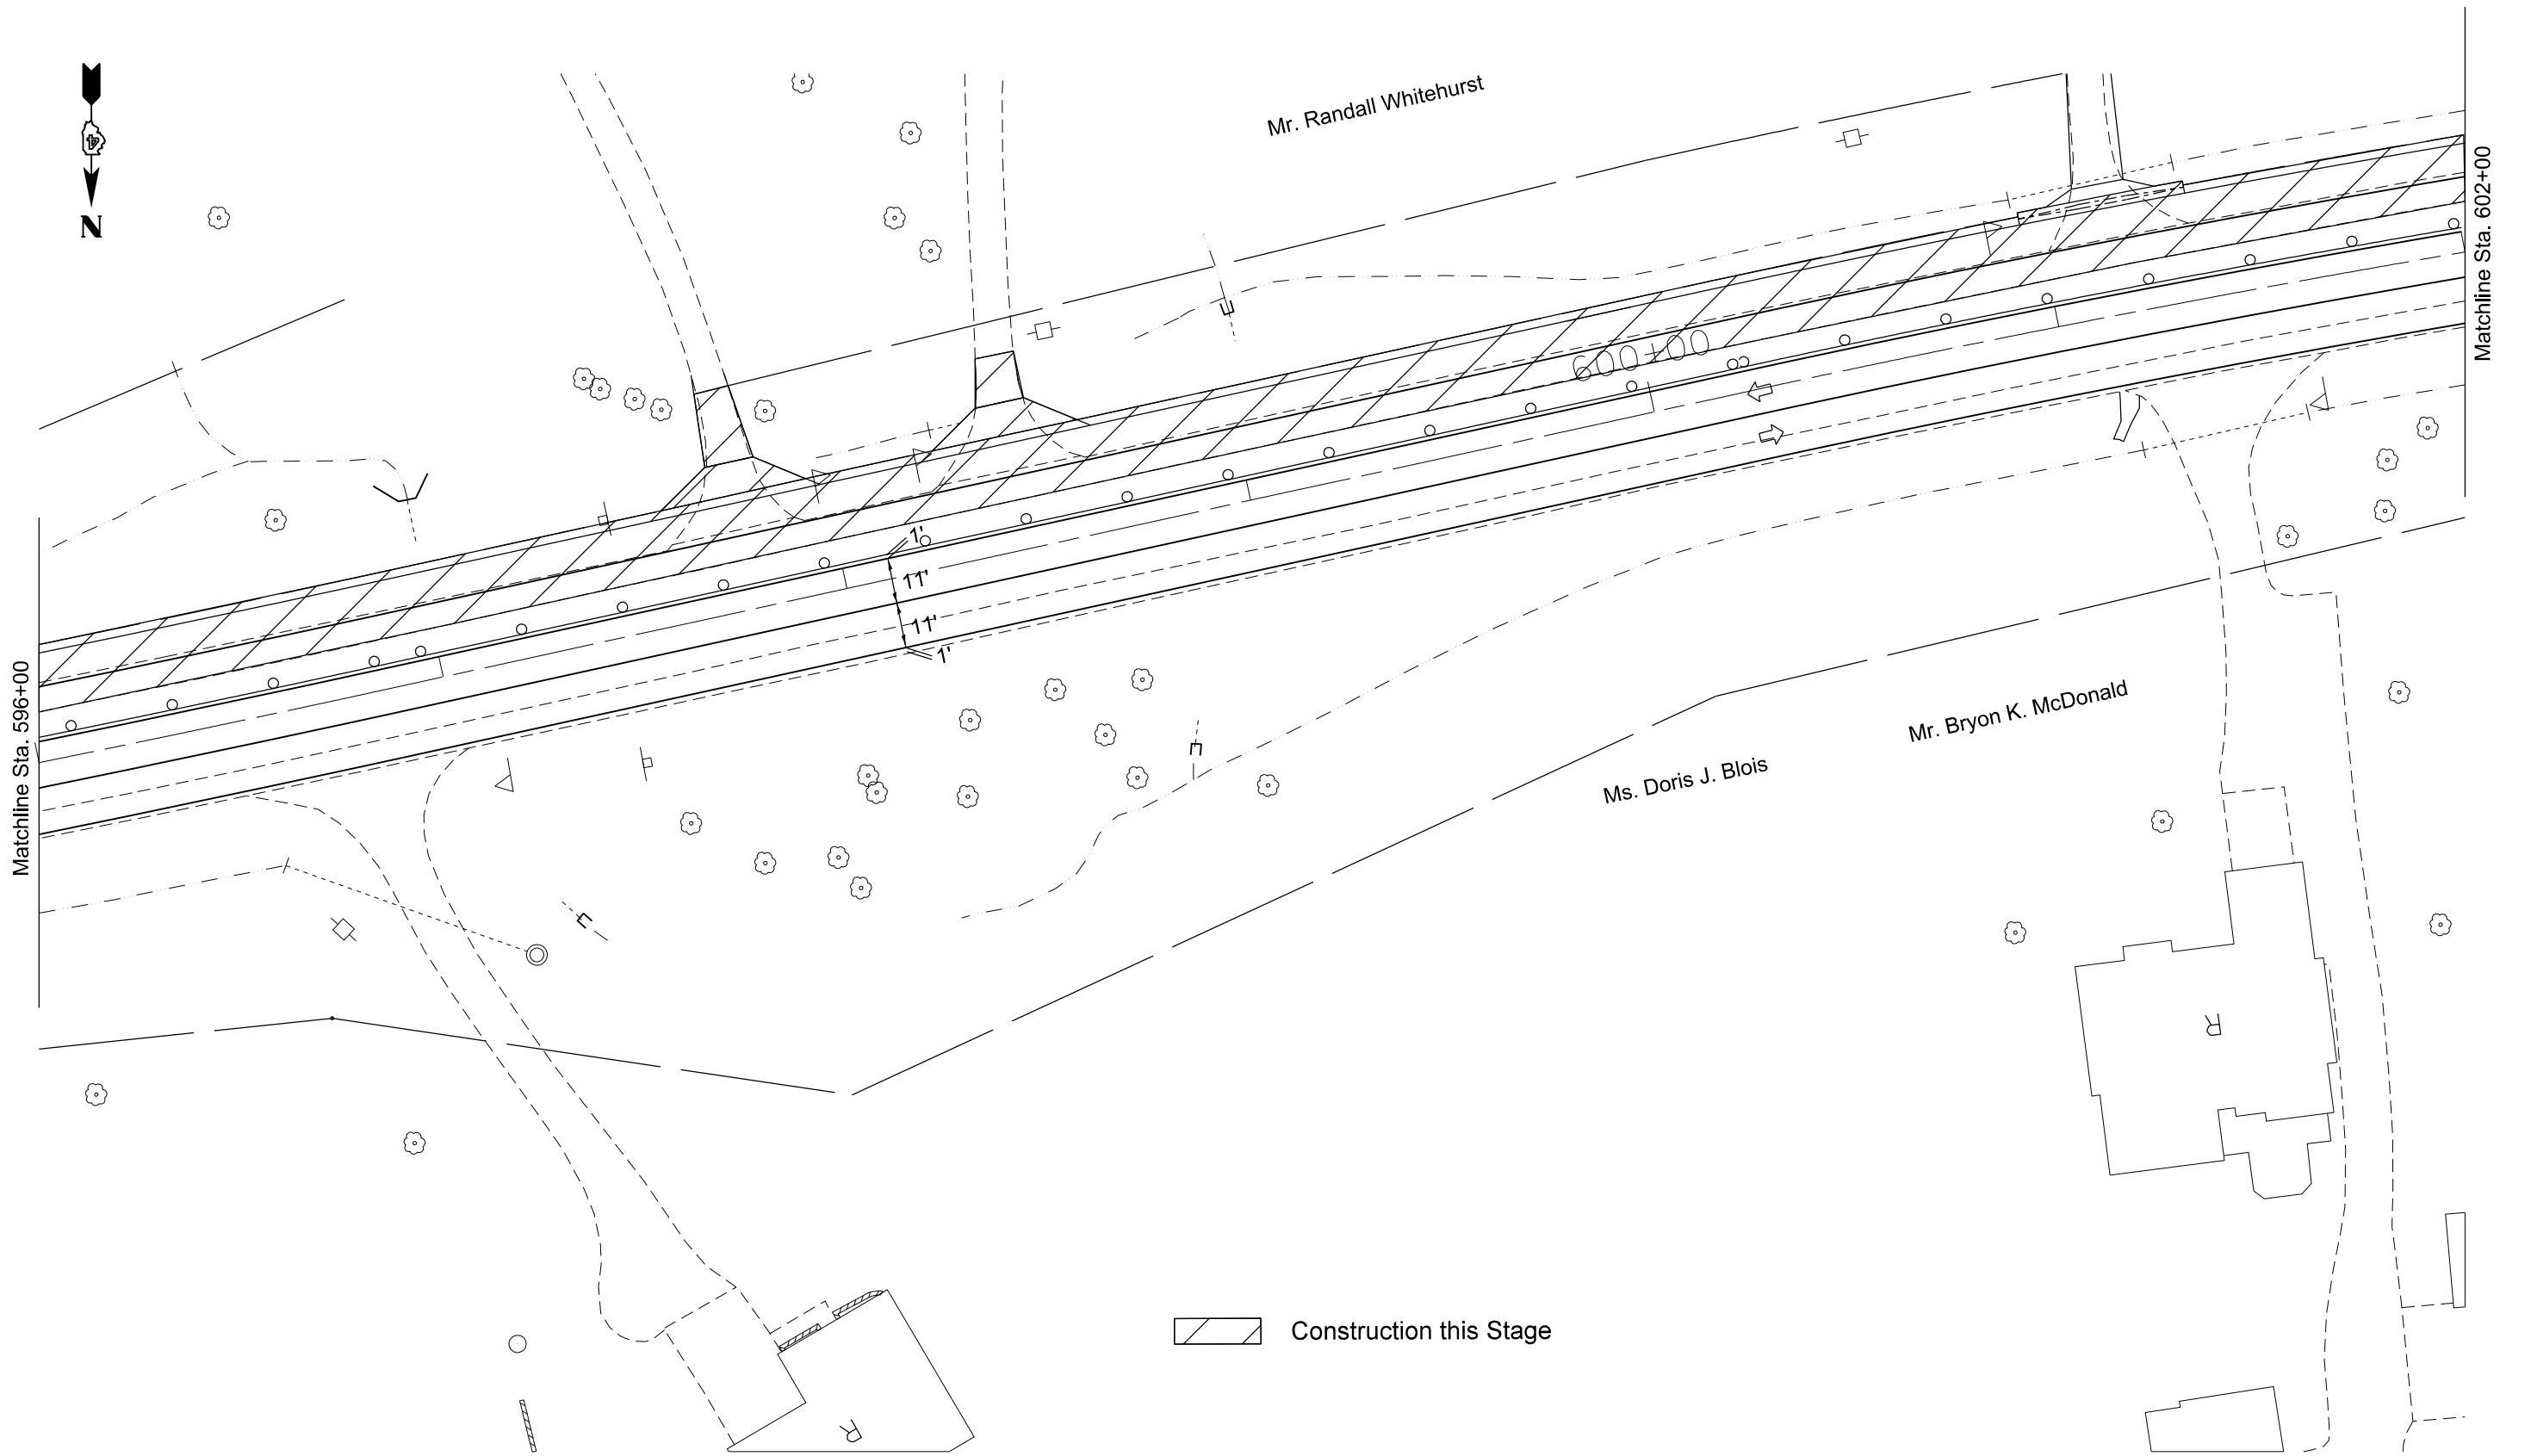 Mr. Randall Whitehurst
4
N
Matchline Sta. 602+00
600+00
1'
11'
11'
1'
Matchline Sta. 596+00
Mr. Bryon K. McDonald
Ms. Doris J. Blois
R
Construction this Stage
R